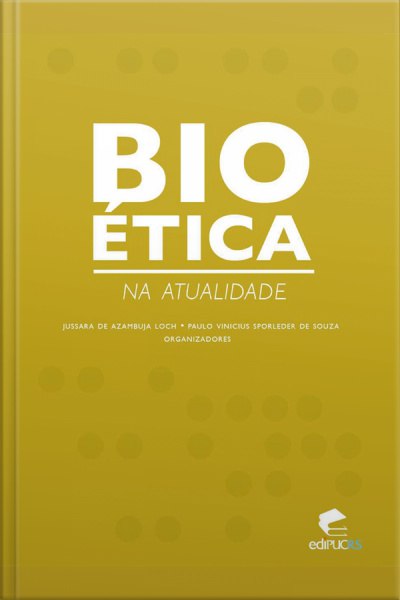 BIO
ÉTICA
NA ATUALIDADE
JUSSARA DE AZAMBUJA LOCH * PAULO VINICIUS SPORLEDER DE SOUZA
ORGANIZADORES
ediPUCRS